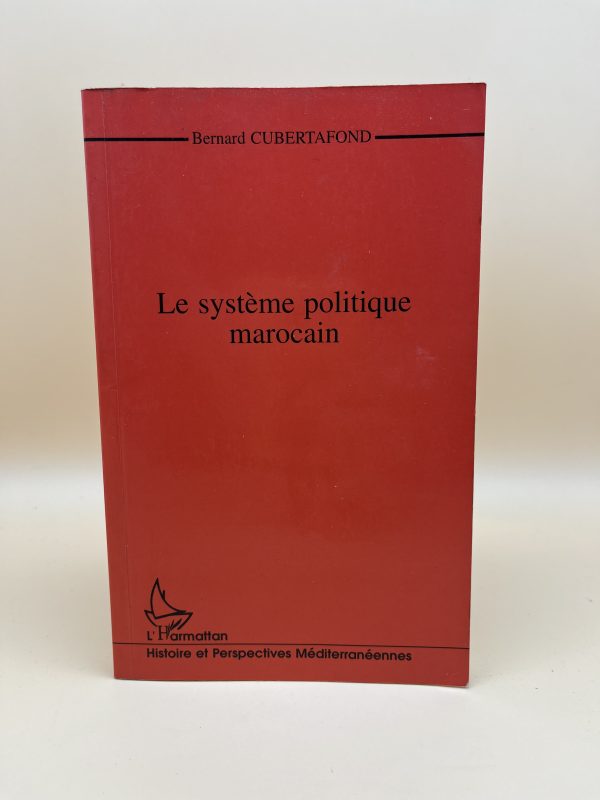 Bernard CUBERTAFOND
Le système politique
marocain
L'Harmattan
Histoire et Perspectives Méditerranéennes